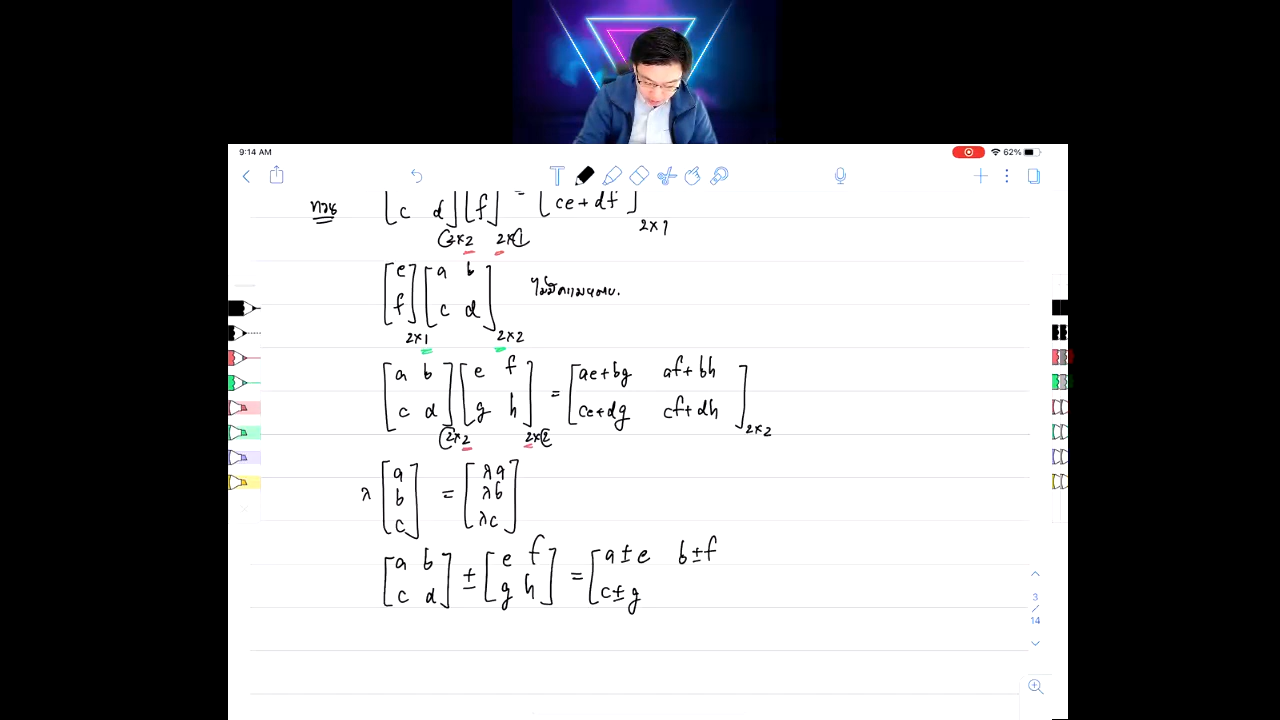 9:14 AM 62%
ทวน [c d][f] = [ce + df] 2×1
2×2 2×1
[e f][a b
c d] ไม่มีความหมาย.
2×1 2×2
[a b [e f = [ae+bg af+bh
c d] g h] ce+dg cf+dh] 2×2
2×2 2×2
λ [a b c] = [λa λb λc]
[a b ± [e f = [a±e b±f
c d] g h] c±g
3
/
14